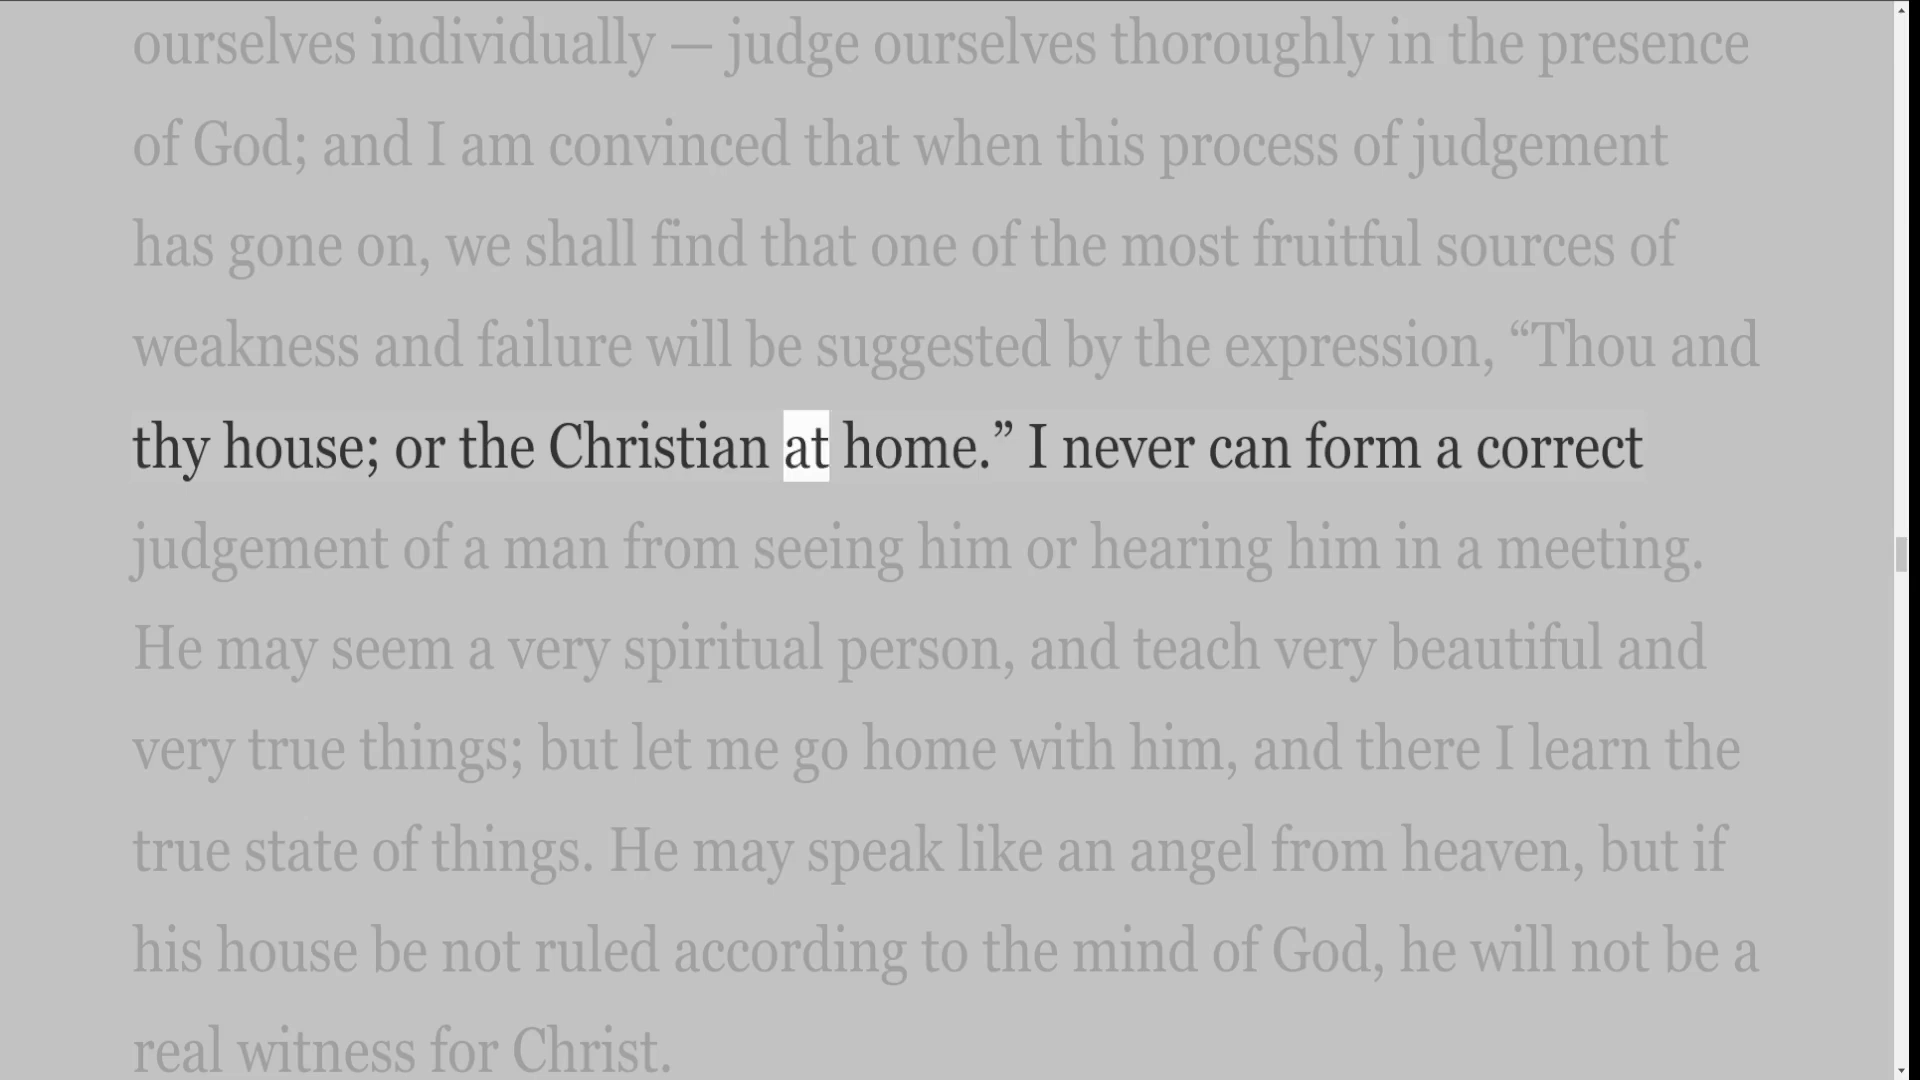 ourselves individually — judge ourselves thoroughly in the presence
of God; and I am convinced that when this process of judgement
has gone on, we shall find that one of the most fruitful sources of
weakness and failure will be suggested by the expression, “Thou and
thy house; or the Christian at home.” I never can form a correct
judgement of a man from seeing him or hearing him in a meeting.
He may seem a very spiritual person, and teach very beautiful and
very true things; but let me go home with him, and there I learn the
true state of things. He may speak like an angel from heaven, but if
his house be not ruled according to the mind of God, he will not be a
real witness for Christ.